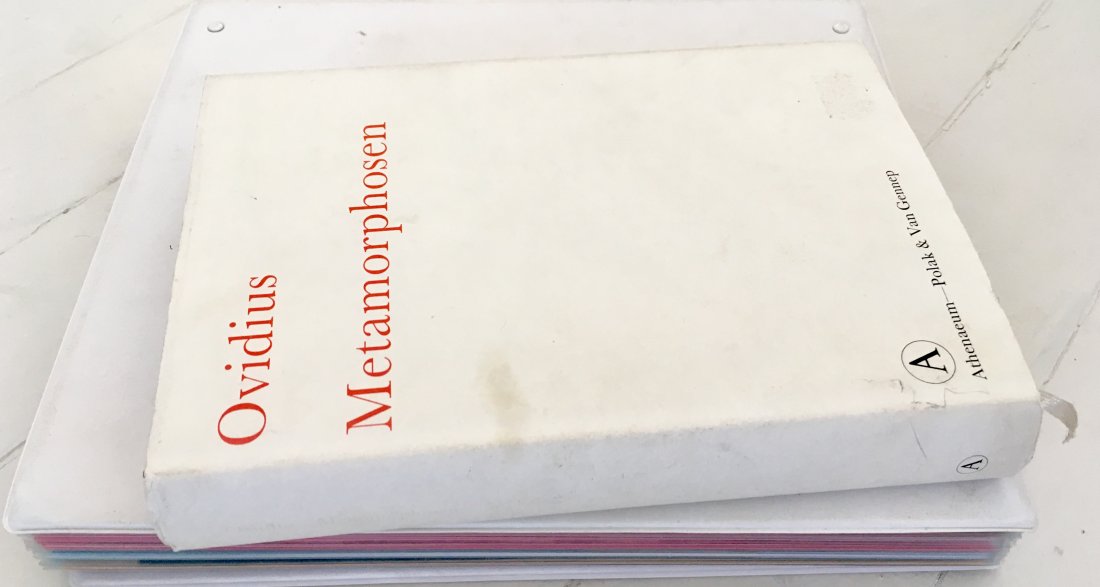 Ovidius
Metamorphosen
A
Athenaeum—Polak & Van Gennep
A